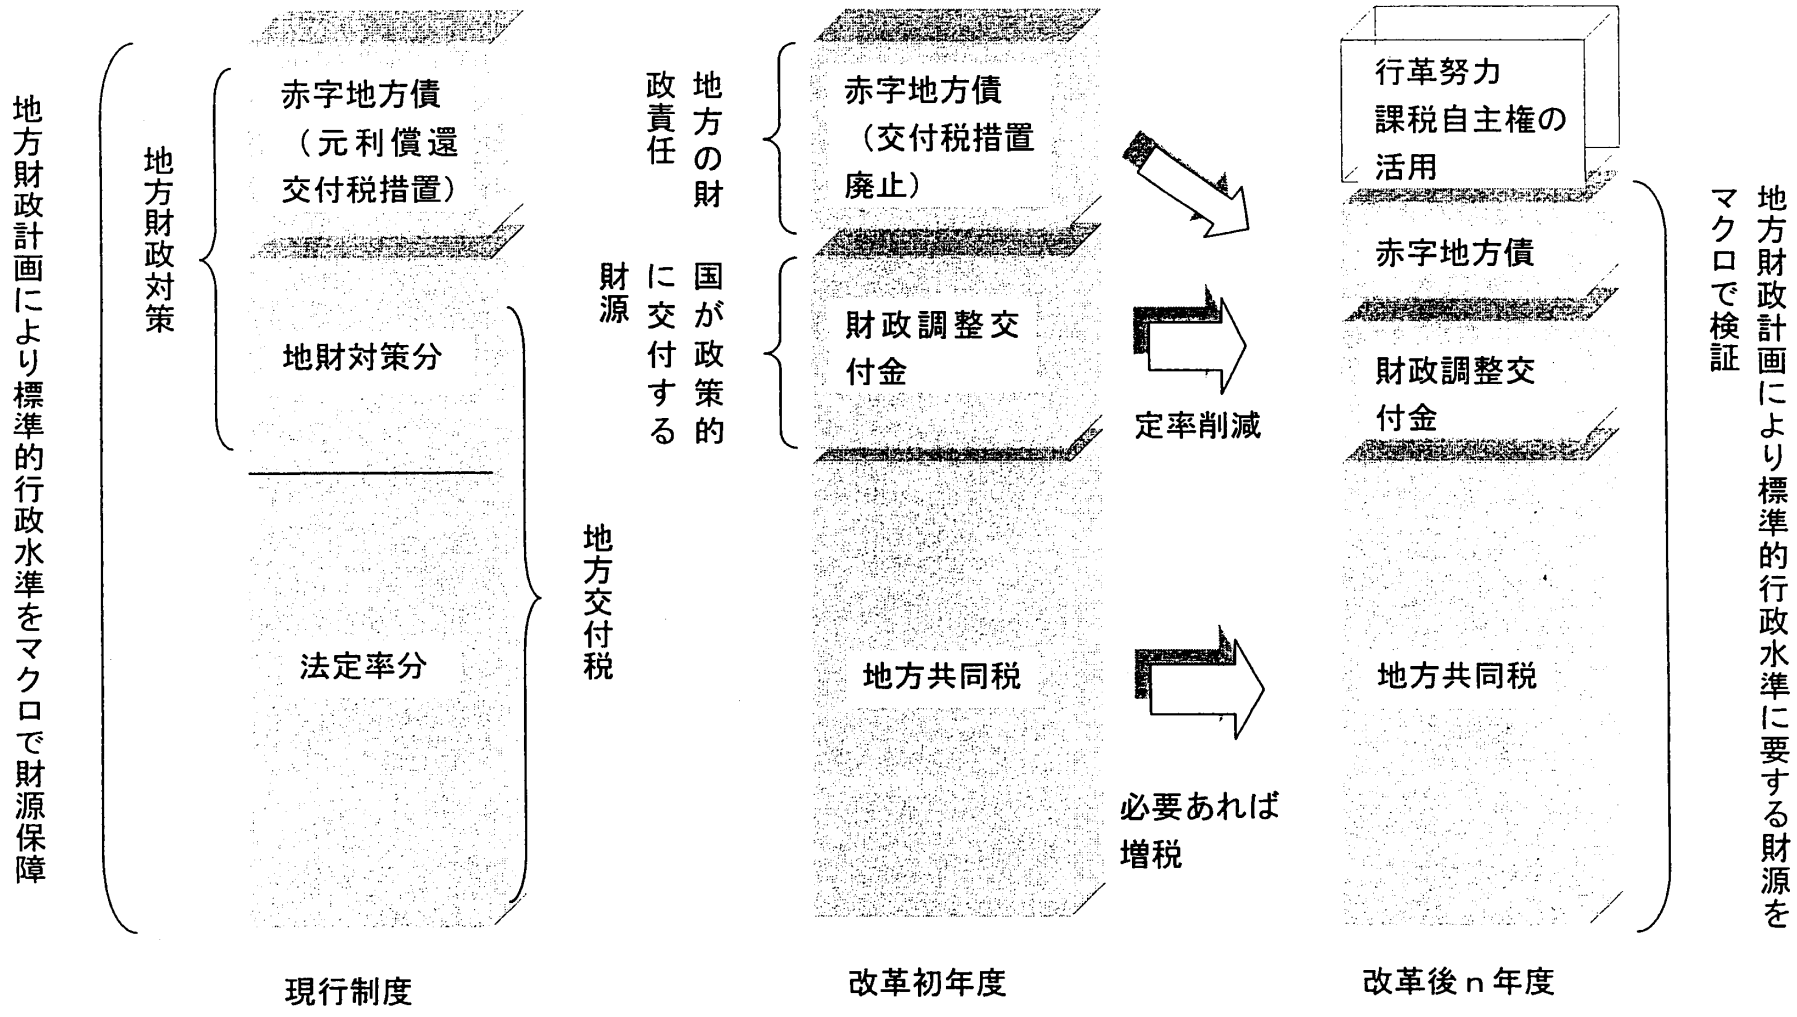 地方財政計画により標準的行政水準をマクロで財源保障
地方財政対策
赤字地方債
（元利償還
交付税措置）
地財対策分
法定率分
地方交付税
現行制度
地方の財
政責任
国が政策的
に交付する
財源
赤字地方債
（交付税措置
廃止）
財政調整交
付金
地方共同税
改革初年度
定率削減
必要あれば
増税
行革努力
課税自主権の
活用
赤字地方債
財政調整交
付金
地方共同税
改革後ｎ年度
地方財政計画により標準的行政水準に要する財源を
マクロで検証